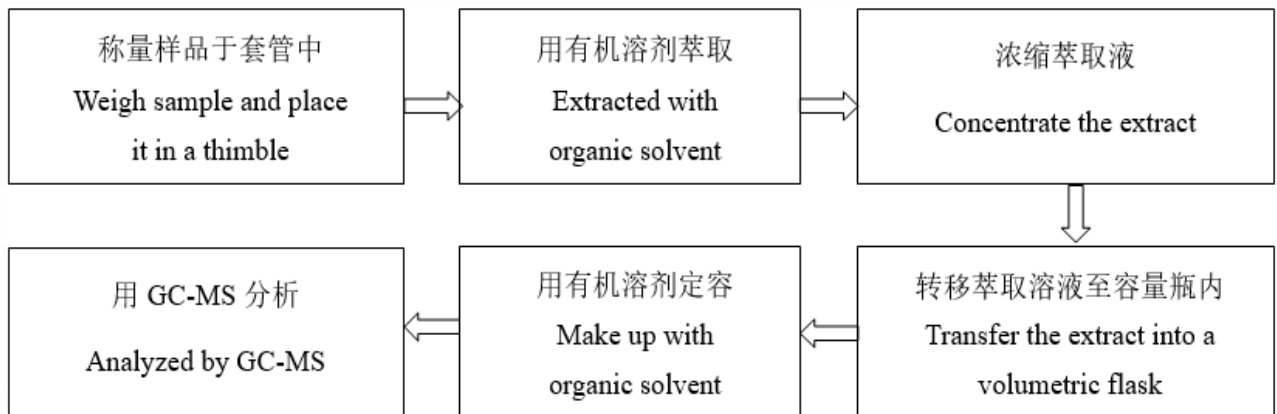 称量样品于套管中
Weigh sample and place
it in a thimble
用有机溶剂萃取
Extracted with
organic solvent
浓缩萃取液
Concentrate the extract
转移萃取溶液至容量瓶内
Transfer the extract into a
volumetric flask
用有机溶剂定容
Make up with
organic solvent
用 GC-MS 分析
Analyzed by GC-MS